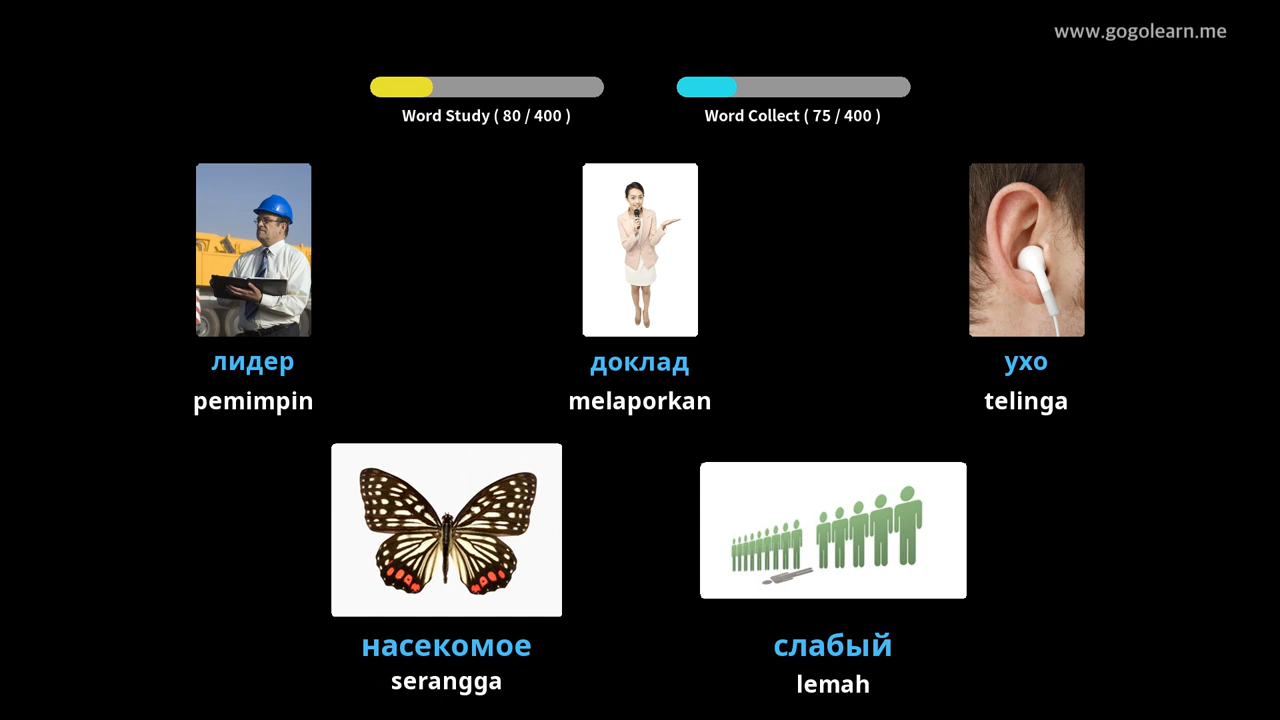 www.gogolearn.me
Word Study ( 80 / 400 )
Word Collect ( 75 / 400 )
лидер
pemimpin
доклад
melaporkan
ухо
telinga
насекомое
serangga
слабый
lemah